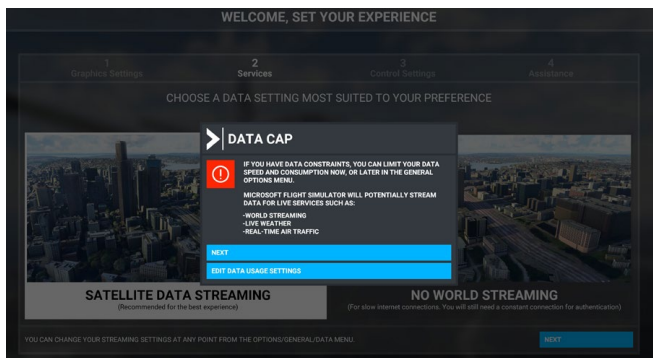 WELCOME, SET YOUR EXPERIENCE
1
Graphics Settings
2
Services
3
Control Settings
4
Assistance
CHOOSE A DATA SETTING MOST SUITED TO YOUR PREFERENCE
DATA CAP
IF YOU HAVE DATA CONSTRAINTS, YOU CAN LIMIT YOUR DATA
SPEED AND CONSUMPTION NOW, OR LATER IN THE GENERAL
OPTIONS MENU.
MICROSOFT FLIGHT SIMULATOR WILL POTENTIALLY STREAM
DATA FOR LIVE SERVICES SUCH AS:
-WORLD STREAMING
-LIVE WEATHER
-REAL-TIME AIR TRAFFIC
NEXT
EDIT DATA USAGE SETTINGS
SATELLITE DATA STREAMING
(Recommended for the best experience)
NO WORLD STREAMING
(For slow internet connections. You will still need a constant connection for authentication)
YOU CAN CHANGE YOUR STREAMING SETTINGS AT ANY POINT FROM THE OPTIONS/GENERAL/DATA MENU.
NEXT